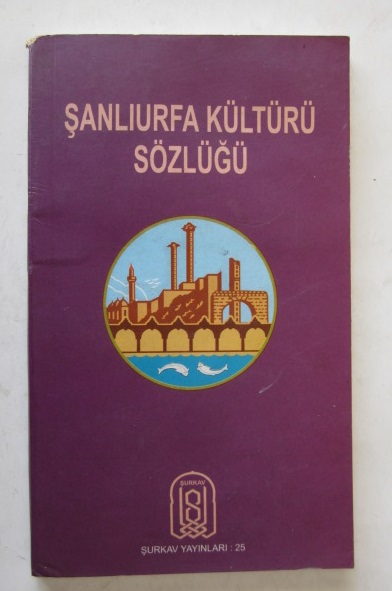 ŞANLIURFA KÜLTÜRÜ
SÖZLÜĞÜ
ŞURKAV
ŞURKAV YAYINLARI : 25